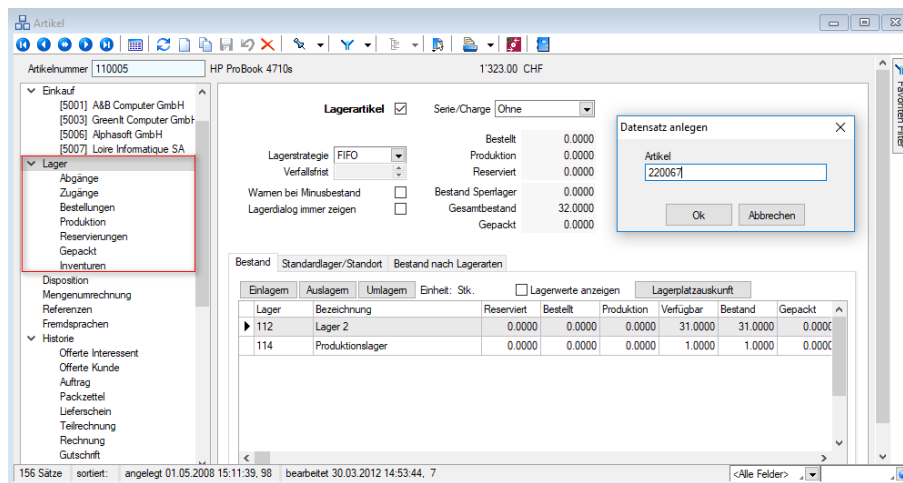 Artikel
Artikelnummer 110005 HP ProBook 4710s 1'323.00 CHF
Einkauf
[5001] A&B Computer GmbH
[5003] GreenIt Computer GmbH
[5006] Alphasoft GmbH
[5007] Loire Informatique SA
Lager
Abgänge
Zugänge
Bestellungen
Produktion
Reservierungen
Gepackt
Inventuren
Disposition
Mengenumrechnung
Referenzen
Fremdsprachen
Historie
Offerte Interessent
Offerte Kunde
Auftrag
Packzettel
Lieferschein
Teilrechnung
Rechnung
Gutschrift
Lagerartikel Serie/Charge Ohne
Lagerstrategie FIFO
Verfallsfrist
Warnen bei Minusbestand
Lagerdialog immer zeigen
Bestellt 0.0000
Produktion 0.0000
Reserviert 0.0000
Bestand Sperrlager 0.0000
Gesamtbestand 32.0000
Gepackt 0.0000
Datensatz anlegen
Artikel
220067
Ok Abbrechen
Bestand Standardlager/Standort Bestand nach Lagerarten
Einlagern Auslagern Umlagern Einheit: Stk. Lagerwerte anzeigen Lagerplatzauskunft
Lager Bezeichnung Reserviert Bestellt Produktion Verfügbar Bestand Gepackt
112 Lager 2 0.0000 0.0000 0.0000 31.0000 31.0000 0.0000
114 Produktionslager 0.0000 0.0000 0.0000 1.0000 1.0000 0.0000
Favoriten Filter
156 Sätze sortiert: angelegt 01.05.2008 15:11:39, 98 bearbeitet 30.03.2012 14:53:44, 7 <Alle Felder>